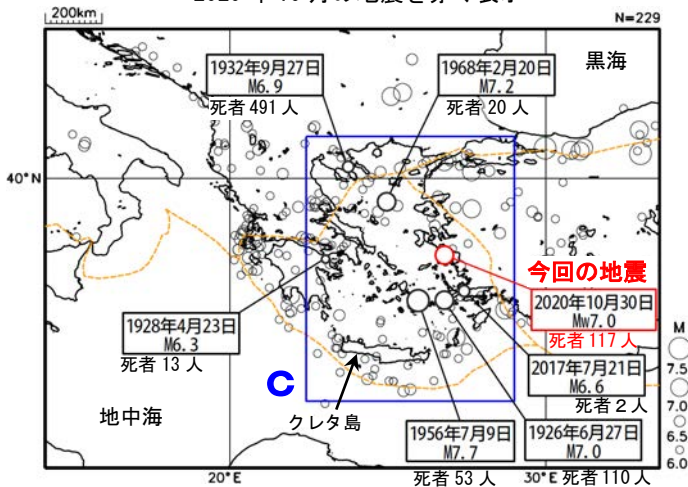 200km
N=229
黒海
1932年9月27日
M6.9
死者 491 人
1968年2月20日
M7.2
死者 20 人
40°N
今回の地震
2020年10月30日
Mw7.0
死者 117 人
1928年4月23日
M6.3
死者 13 人
2017年7月21日
M6.6
死者 2 人
C
クレタ島
地中海
1956年7月9日
M7.7
死者 53 人
1926年6月27日
M7.0
死者 110 人
M
7.5
7.0
6.5
6.0
20°E
30°E